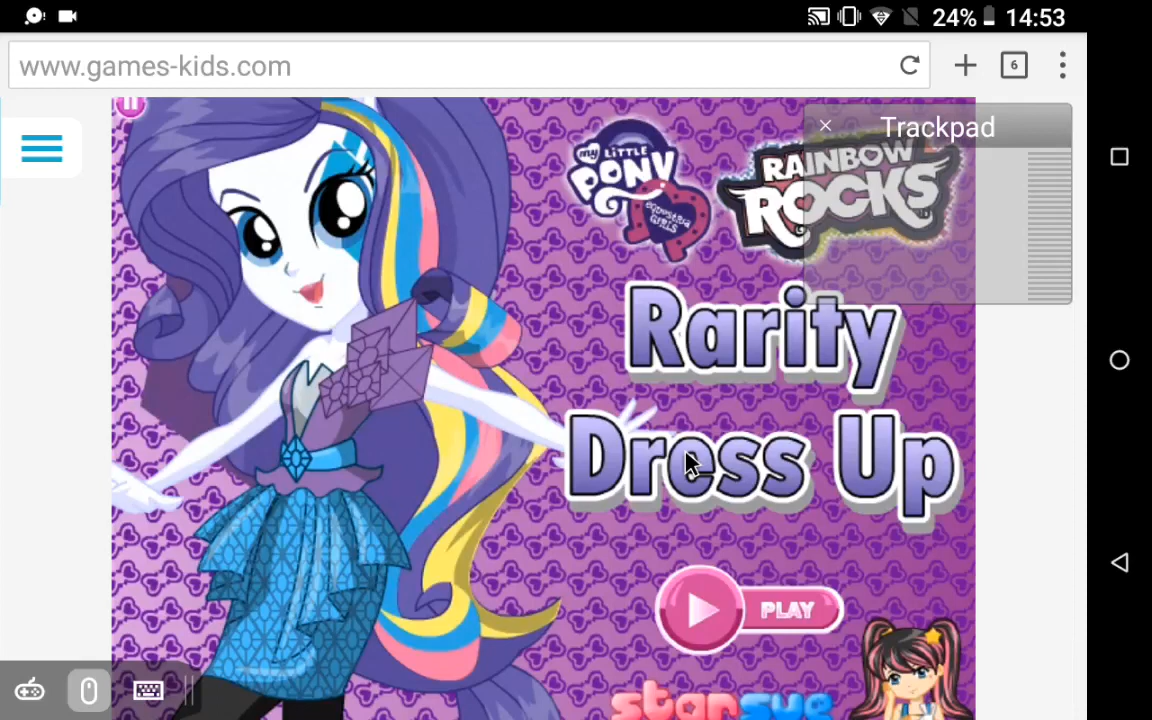 24% 14:53
www.games-kids.com
6
Trackpad
my LiTTLE
PONY
equestria
GIRLS
RAINBOW
ROCKS
Rarity
Dress Up
PLAY
starsue